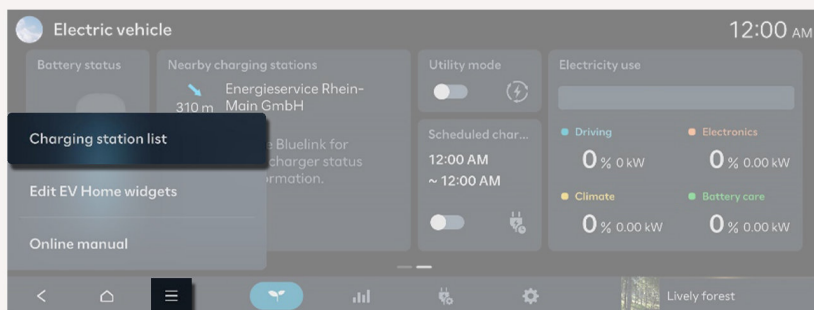 Electric vehicle
12:00 AM
Battery status
Nearby charging stations
310 m
Energieservice Rhein-
Main GmbH
Bluelink for
charger status
Utility mode
Scheduled char...
12:00 AM
~ 12:00 AM
Electricity use
Driving
0 % 0 kW
Electronics
0 % 0.00 kW
Climate
0 % 0.00 kW
Battery care
0 % 0.00 kW
Charging station list
Edit EV Home widgets
Online manual
Lively forest